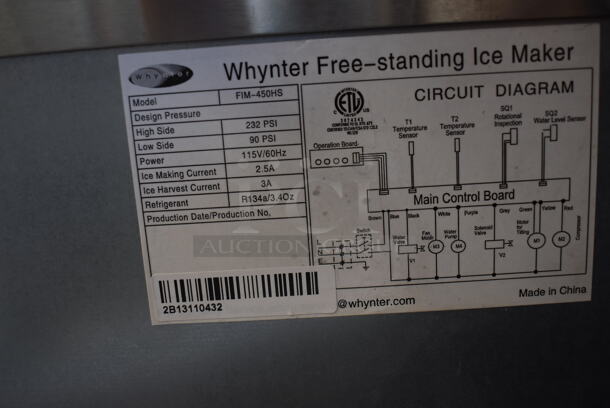 whynter
Whynter Free-standing Ice Maker
Model FIM-450HS
Design Pressure
High Side 232 PSI
Low Side 90 PSI
Power 115V/60Hz
Ice Making Current 2.5A
Ice Harvest Current 3A
Refrigerant R134a/3.4Oz
Production Date/Production No.
2B13110432
@whynter.com
Made in China
CIRCUIT DIAGRAM
ETL
T1
Temperature
Sensor
T2
Temperature
Sensor
SQ1
Rotational
Inspection
SQ2
Water Level Sensor
Operation Board
Main Control Board
Brown
Blue
Black
White
Purple
Grey
Green
Yellow
Red
Switch
Water
Valve
V1
Fan
Motor
M3
Water
Pump
M4
Solenoid
Valve
V2
Motor for
Tilting
M1
M2
Compressor
AUCTION